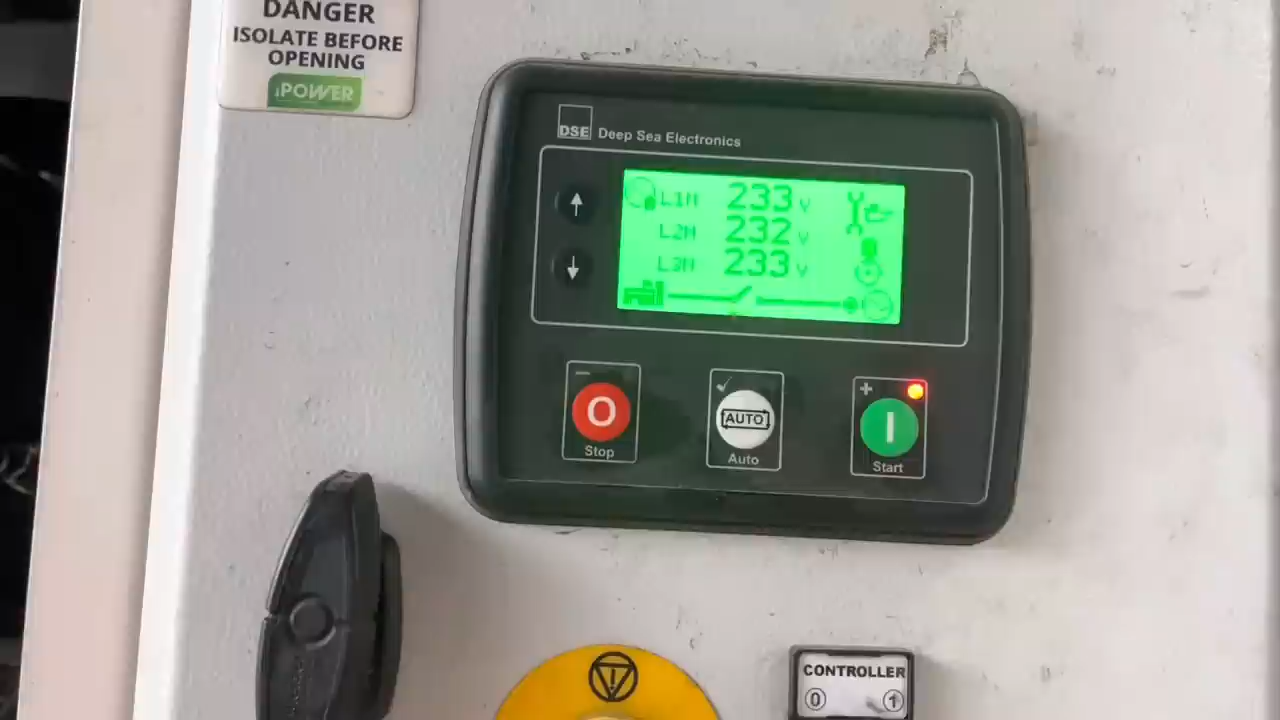 DANGER
ISOLATE BEFORE
OPENING
iPOWER
DSE Deep Sea Electronics
L1N 233 V
L2N 232 V
L3N 233 V
O
Stop
AUTO
Auto
I
Start
CONTROLLER
0 1